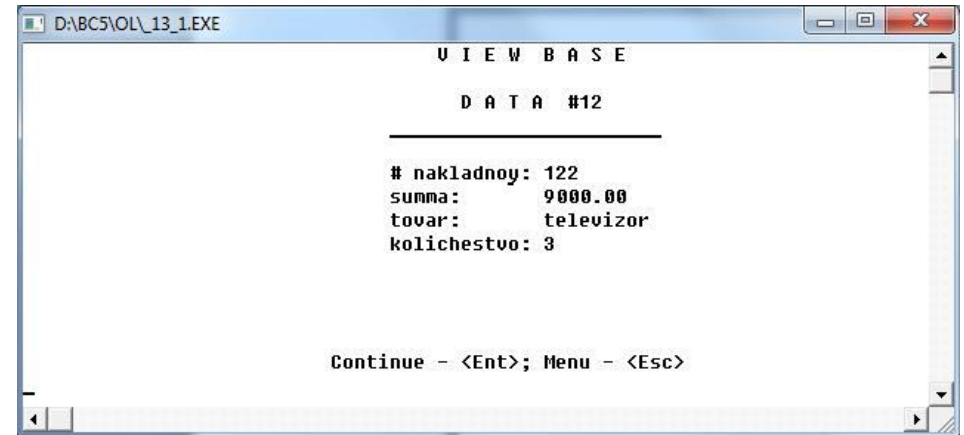 D:\BC5\OL\_13_1.EXE
V I E W B A S E
D A T A #12
# nakladnoy: 122
summa: 9000.00
tovar: televizor
kolichestvo: 3
Continue - <Ent>; Menu - <Esc>